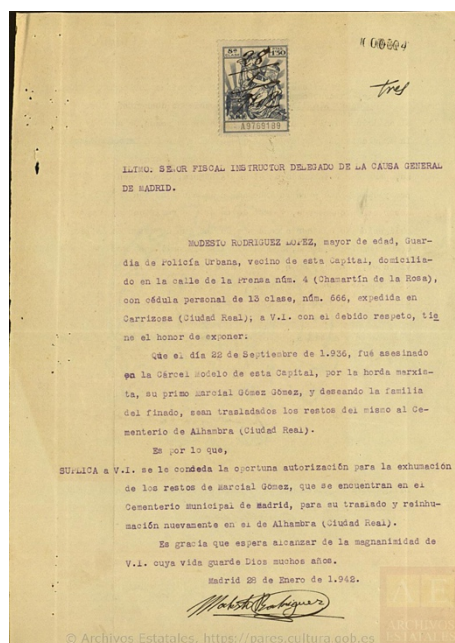 000004
tres
8ª
1'50
28
A9769189
ILTMO. SEÑOR FISCAL INSTRUCTOR DELEGADO DE LA CAUSA GENERAL
DE MADRID.
MODESTO RODRIGUEZ LOPEZ, mayor de edad, Guar-
dia de Policía Urbana, vecino de esta Capital, domicilia-
do en la calle de la Prensa núm. 4 (Chamartín de la Rosa),
con cédula personal de 13 clase, núm. 666, expedida en
Carrizosa (Ciudad Real); a V.I. con el debido respeto, tie
ne el honor de exponer:
Que el día 22 de Septiembre de 1.936, fué asesinado
en la Cárcel Modelo de esta Capital, por la horda marxis-
ta, su primo Marcial Gómez Gómez, y deseando la familia
del finado, sean trasladados los restos del mismo al Ce-
menterio de Alhambra (Ciudad Real).
Es por lo que,
SUPLICA a V.I. se le condeda la oportuna autorización para la exhumación
de los restos de Marcial Gómez, que se encuentran en el
Cementerio Municipal de Madrid, para su traslado y reinhu-
mación nuevamente en el de Alhambra (Ciudad Real).
Es gracia que espera alcanzar de la magnanimidad de
V.I. cuya vida guarde Dios muchos años.
Madrid 28 de Enero de 1.942.
Modesto Rodriguez
AE
ARCHIVOS
ESTATALES
© Archivos Estatales, https://pares.cultura.gob.es